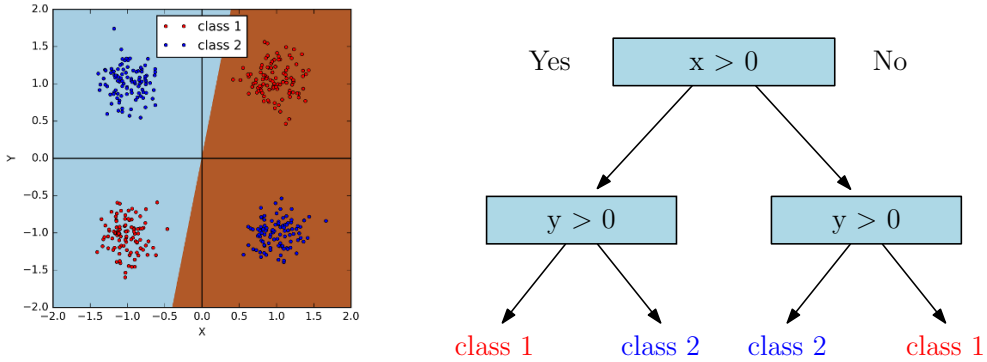 class 1
class 2
2.0
1.5
1.0
0.5
0.0
−0.5
−1.0
−1.5
−2.0
Y
−2.0 −1.5 −1.0 −0.5 0.0 0.5 1.0 1.5 2.0
X
Yes x > 0 No
y > 0 y > 0
class 1 class 2 class 2 class 1